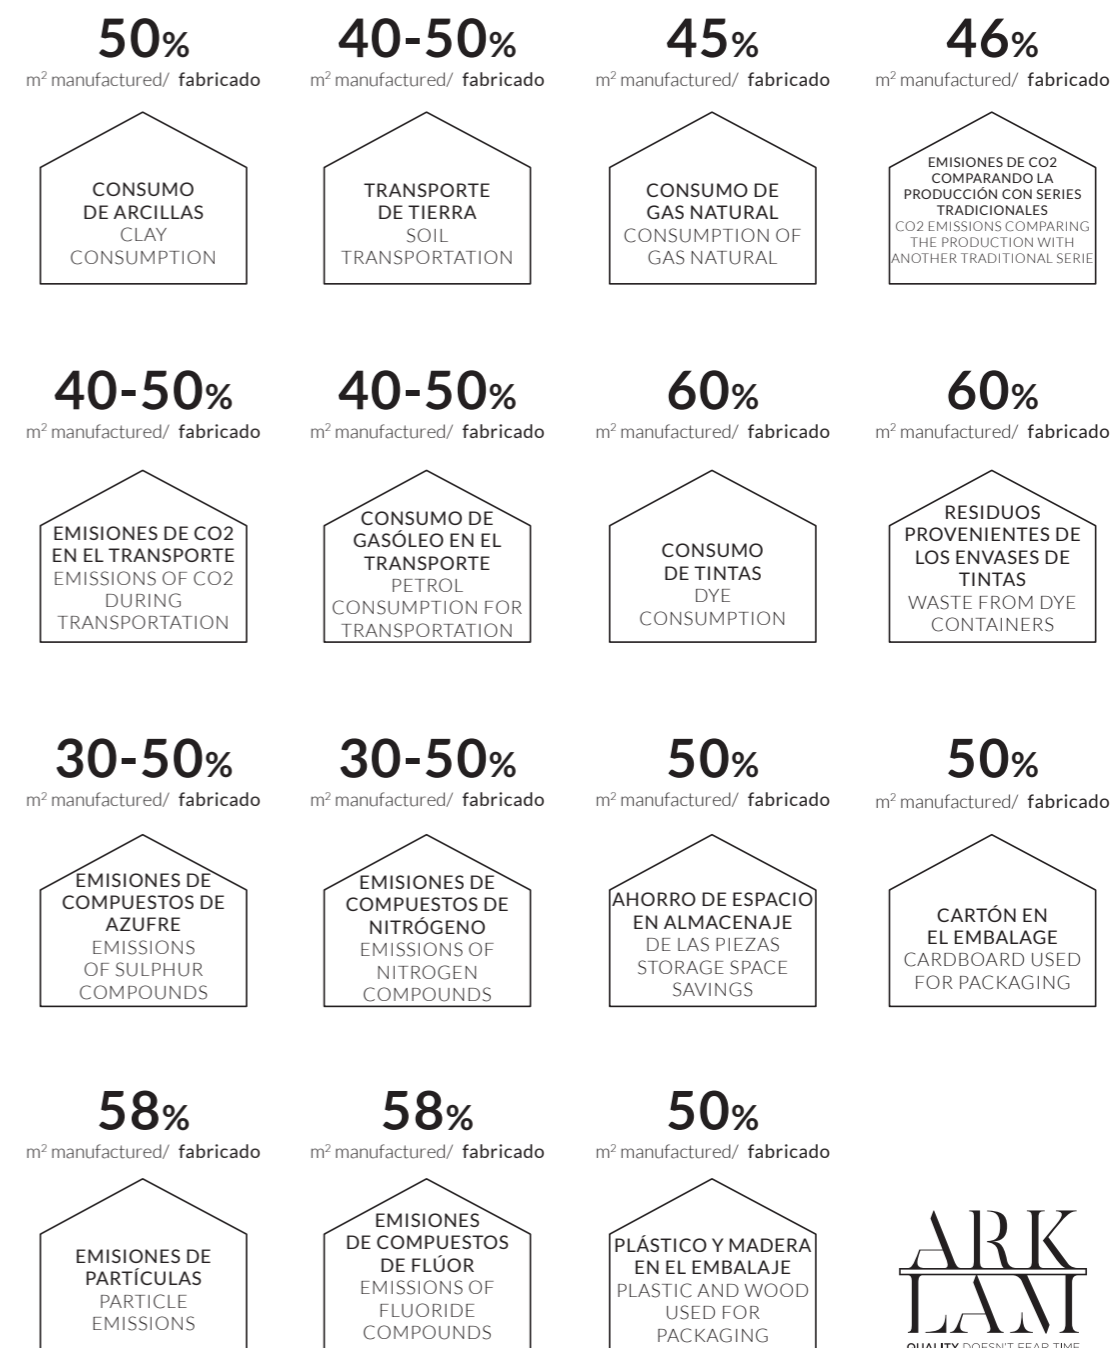 50%
m² manufactured/ fabricado
CONSUMO
DE ARCILLAS
CLAY
CONSUMPTION
40-50%
m² manufactured/ fabricado
TRANSPORTE
DE TIERRA
SOIL
TRANSPORTATION
45%
m² manufactured/ fabricado
CONSUMO DE
GAS NATURAL
CONSUMPTION OF
GAS NATURAL
46%
m² manufactured/ fabricado
EMISIONES DE CO2
COMPARANDO LA
PRODUCCIÓN CON SERIES
TRADICIONALES
CO2 EMISSIONS COMPARING
THE PRODUCTION WITH
ANOTHER TRADITIONAL SERIE
40-50%
m² manufactured/ fabricado
EMISIONES DE CO2
EN EL TRANSPORTE
EMISSIONS OF CO2
DURING
TRANSPORTATION
40-50%
m² manufactured/ fabricado
CONSUMO DE
GASÓLEO EN EL
TRANSPORTE
PETROL
CONSUMPTION FOR
TRANSPORTATION
60%
m² manufactured/ fabricado
CONSUMO
DE TINTAS
DYE
CONSUMPTION
60%
m² manufactured/ fabricado
RESIDUOS
PROVENIENTES DE
LOS ENVASES DE
TINTAS
WASTE FROM DYE
CONTAINERS
30-50%
m² manufactured/ fabricado
EMISIONES DE
COMPUESTOS DE
AZUFRE
EMISSIONS
OF SULPHUR
COMPOUNDS
30-50%
m² manufactured/ fabricado
EMISIONES DE
COMPUESTOS DE
NITRÓGENO
EMISSIONS OF
NITROGEN
COMPOUNDS
50%
m² manufactured/ fabricado
AHORRO DE ESPACIO
EN ALMACENAJE
DE LAS PIEZAS
STORAGE SPACE
SAVINGS
50%
m² manufactured/ fabricado
CARTÓN EN
EL EMBALAGE
CARDBOARD USED
FOR PACKAGING
58%
m² manufactured/ fabricado
EMISIONES DE
PARTÍCULAS
PARTICLE
EMISSIONS
58%
m² manufactured/ fabricado
EMISIONES
DE COMPUESTOS
DE FLÚOR
EMISSIONS OF
FLUORIDE
COMPOUNDS
50%
m² manufactured/ fabricado
PLÁSTICO Y MADERA
EN EL EMBALAJE
PLASTIC AND WOOD
USED FOR
PACKAGING
ARK
LAM
QUALITY DOESN'T FEAR TIME